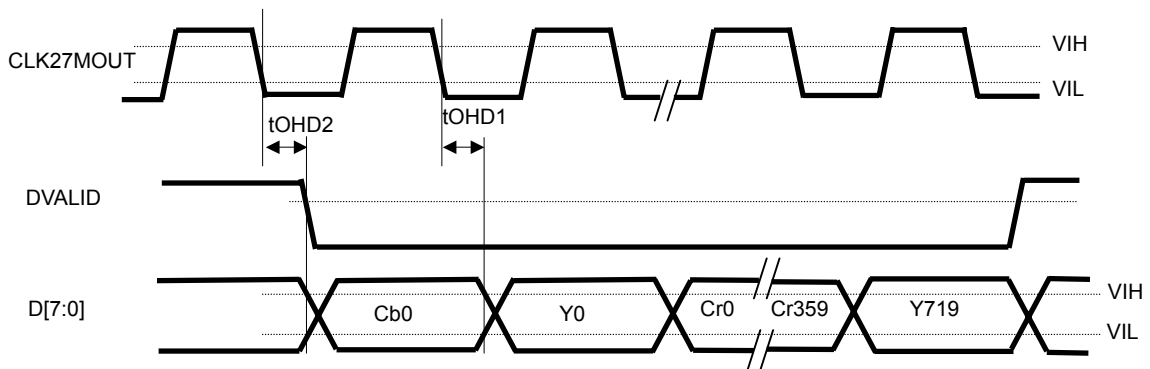 CLK27MOUT
VIH
VIL
tOHD2
tOHD1
DVALID
D[7:0]
Cb0
Y0
Cr0
Cr359
Y719
VIH
VIL